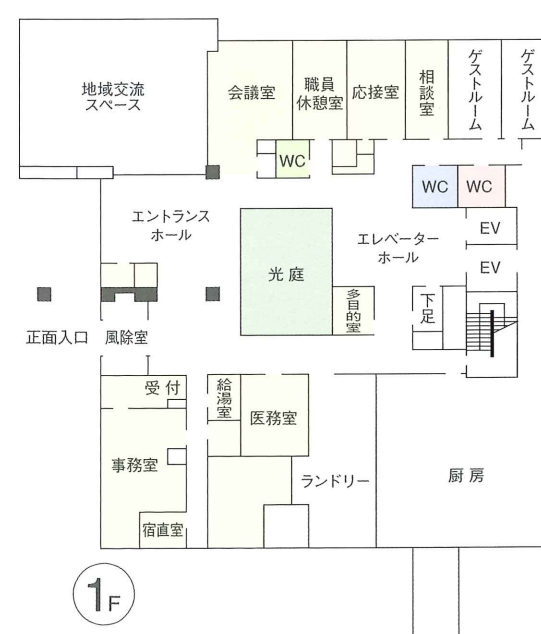 地域交流
スペース
会議室
職員
休憩室
応接室
相談室
ゲストルーム
ゲストルーム
WC
WC
WC
エントランス
ホール
光庭
エレベーター
ホール
EV
EV
多目的室
下足
正面入口
風除室
受付
給湯室
医務室
事務室
ランドリー
厨房
宿直室
1F